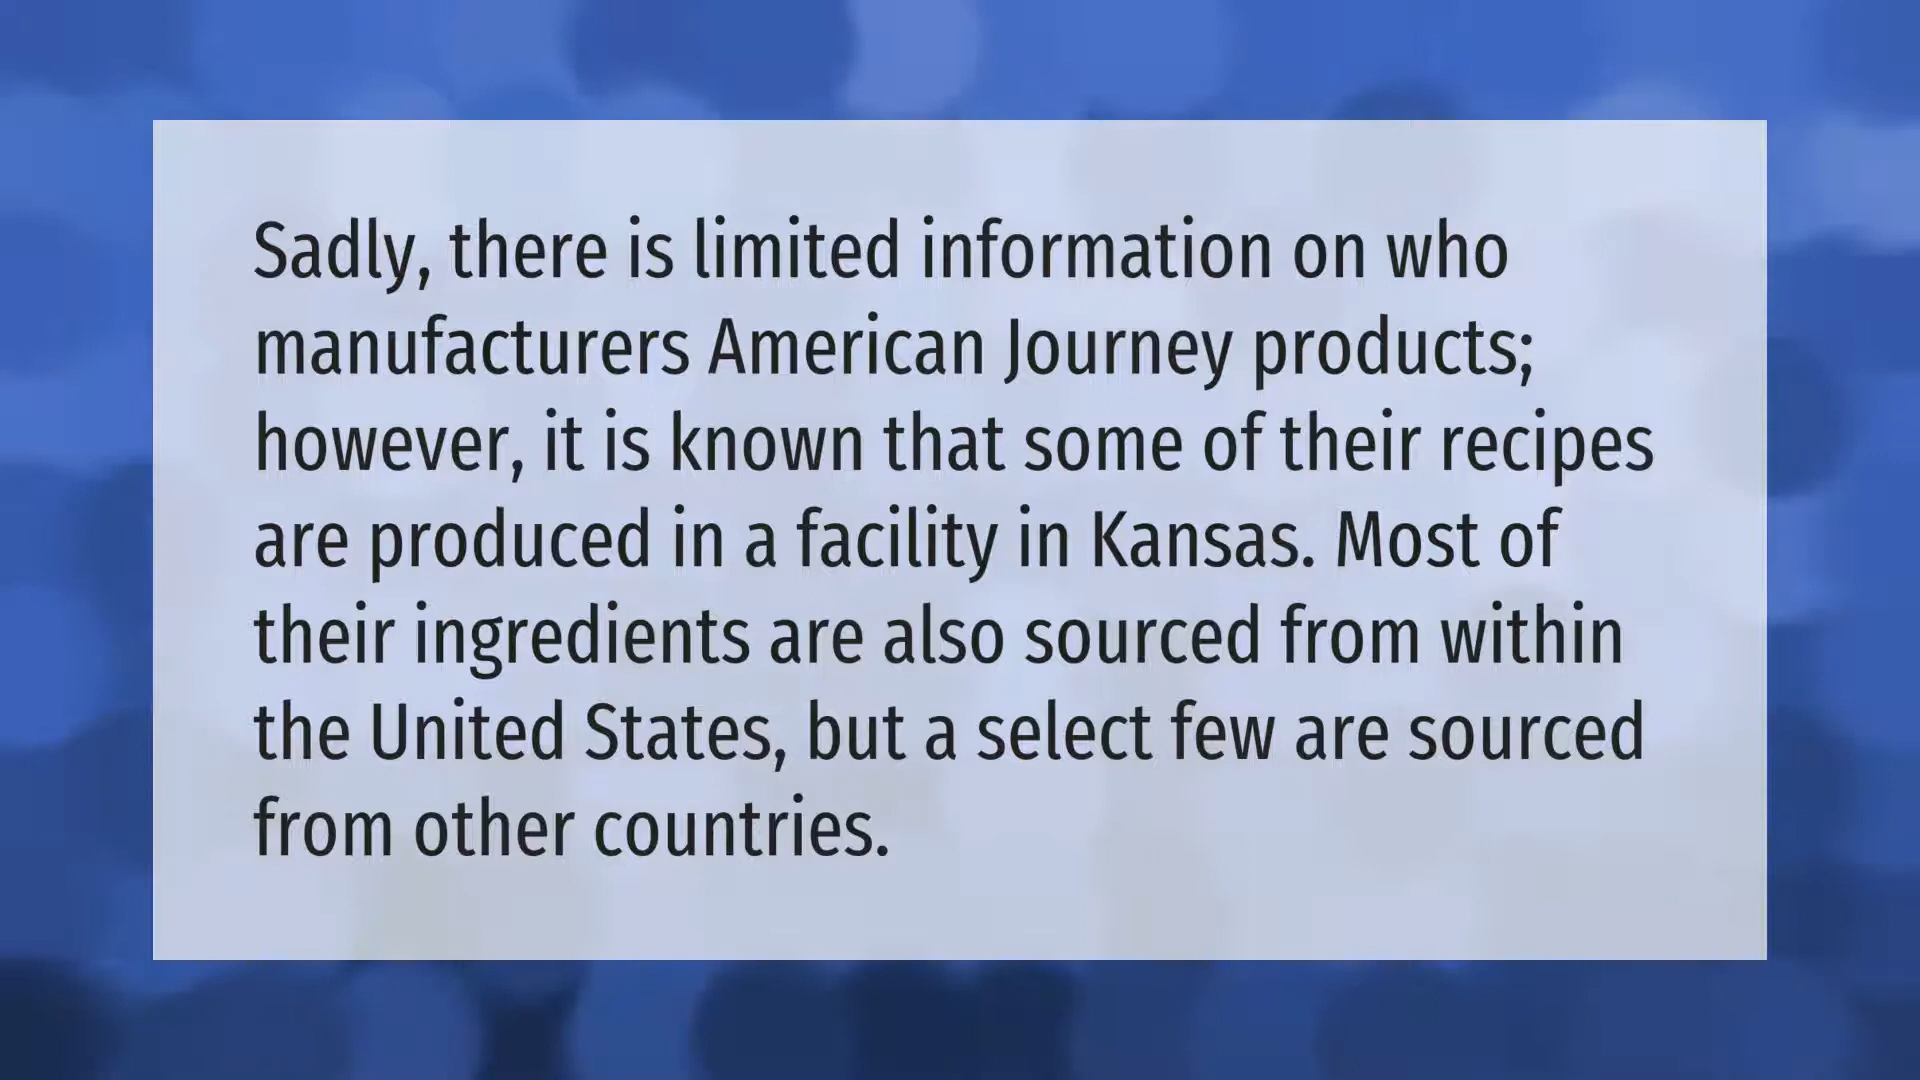 Sadly, there is limited information on who
manufacturers American Journey products;
however, it is known that some of their recipes
are produced in a facility in Kansas. Most of
their ingredients are also sourced from within
the United States, but a select few are sourced
from other countries.